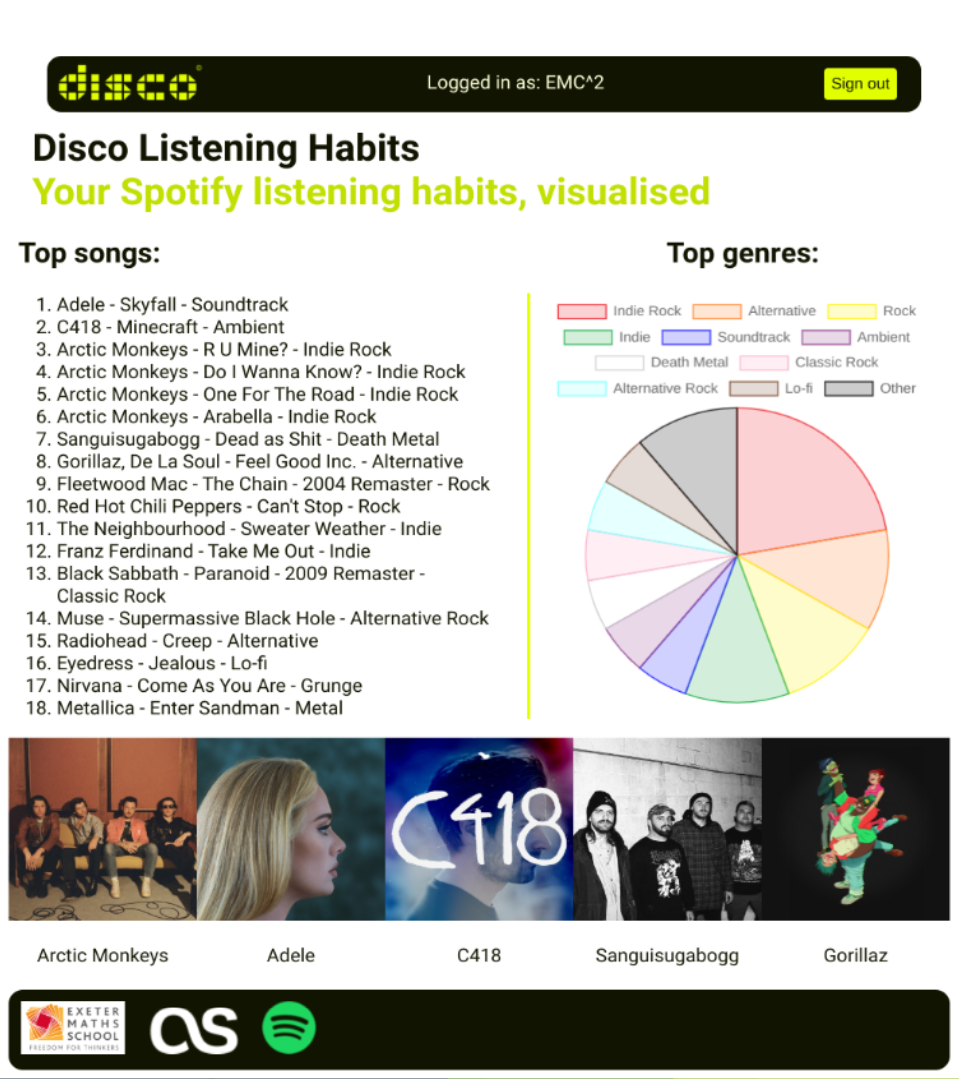 disco®
Logged in as: EMC^2
Sign out
Disco Listening Habits
Your Spotify listening habits, visualised
Top songs:
1. Adele - Skyfall - Soundtrack
2. C418 - Minecraft - Ambient
3. Arctic Monkeys - R U Mine? - Indie Rock
4. Arctic Monkeys - Do I Wanna Know? - Indie Rock
5. Arctic Monkeys - One For The Road - Indie Rock
6. Arctic Monkeys - Arabella - Indie Rock
7. Sanguisugabogg - Dead as Shit - Death Metal
8. Gorillaz, De La Soul - Feel Good Inc. - Alternative
9. Fleetwood Mac - The Chain - 2004 Remaster - Rock
10. Red Hot Chili Peppers - Can't Stop - Rock
11. The Neighbourhood - Sweater Weather - Indie
12. Franz Ferdinand - Take Me Out - Indie
13. Black Sabbath - Paranoid - 2009 Remaster -
Classic Rock
14. Muse - Supermassive Black Hole - Alternative Rock
15. Radiohead - Creep - Alternative
16. Eyedress - Jealous - Lo-fi
17. Nirvana - Come As You Are - Grunge
18. Metallica - Enter Sandman - Metal
Top genres:
Indie Rock Alternative Rock
Indie Soundtrack Ambient
Death Metal Classic Rock
Alternative Rock Lo-fi Other
C418
Arctic Monkeys
Adele
C418
Sanguisugabogg
Gorillaz
EXETER
MATHS
SCHOOL
FREEDOM FOR THINKERS
as